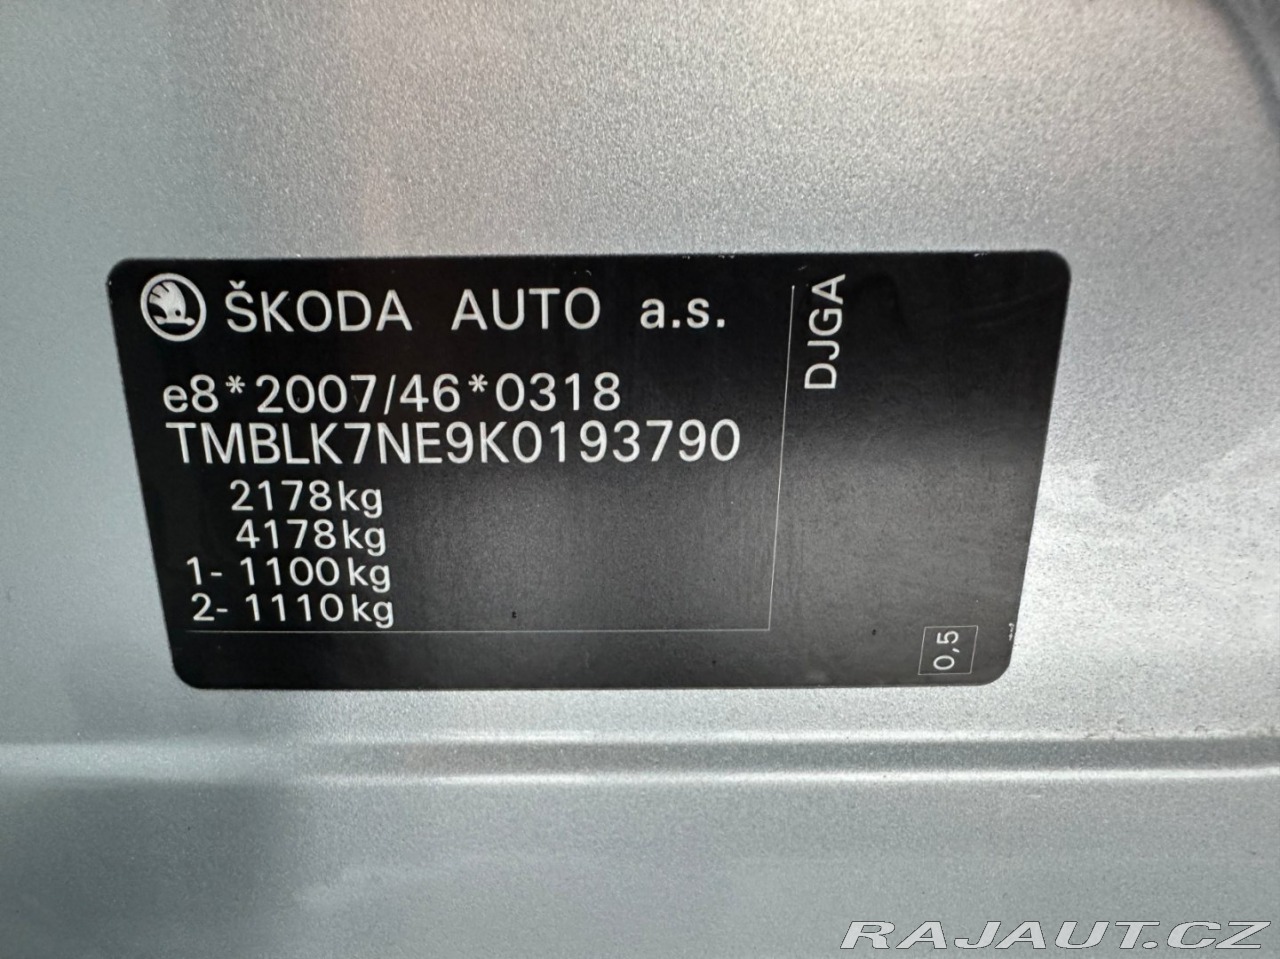 ŠKODA AUTO a.s.
e8*2007/46*0318
TMBLK7NE9K0193790
2178kg
4178kg
1- 1100kg
2- 1110kg
DJGA
0,5
RAJAUT.CZ